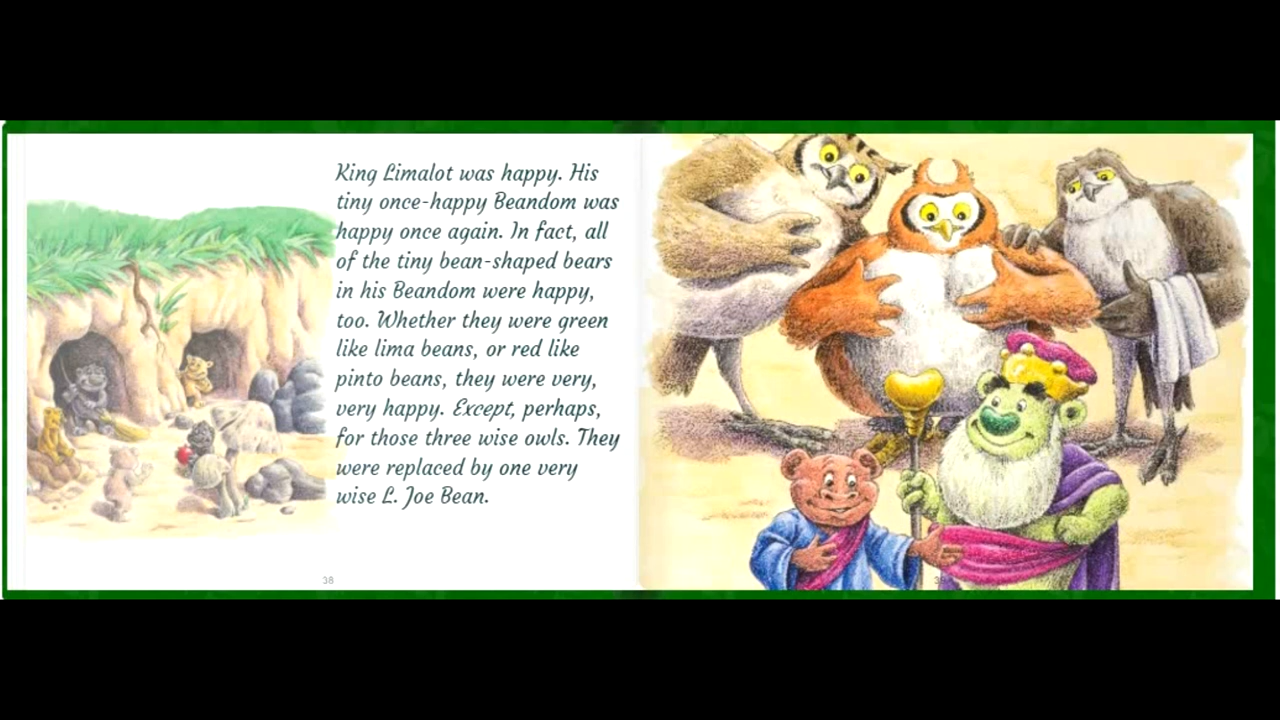 King Limalot was happy. His
tiny once-happy Beandom was
happy once again. In fact, all
of the tiny bean-shaped bears
in his Beandom were happy,
too. Whether they were green
like lima beans, or red like
pinto beans, they were very,
very happy. Except, perhaps,
for those three wise owls. They
were replaced by one very
wise L. Joe Bean.
38